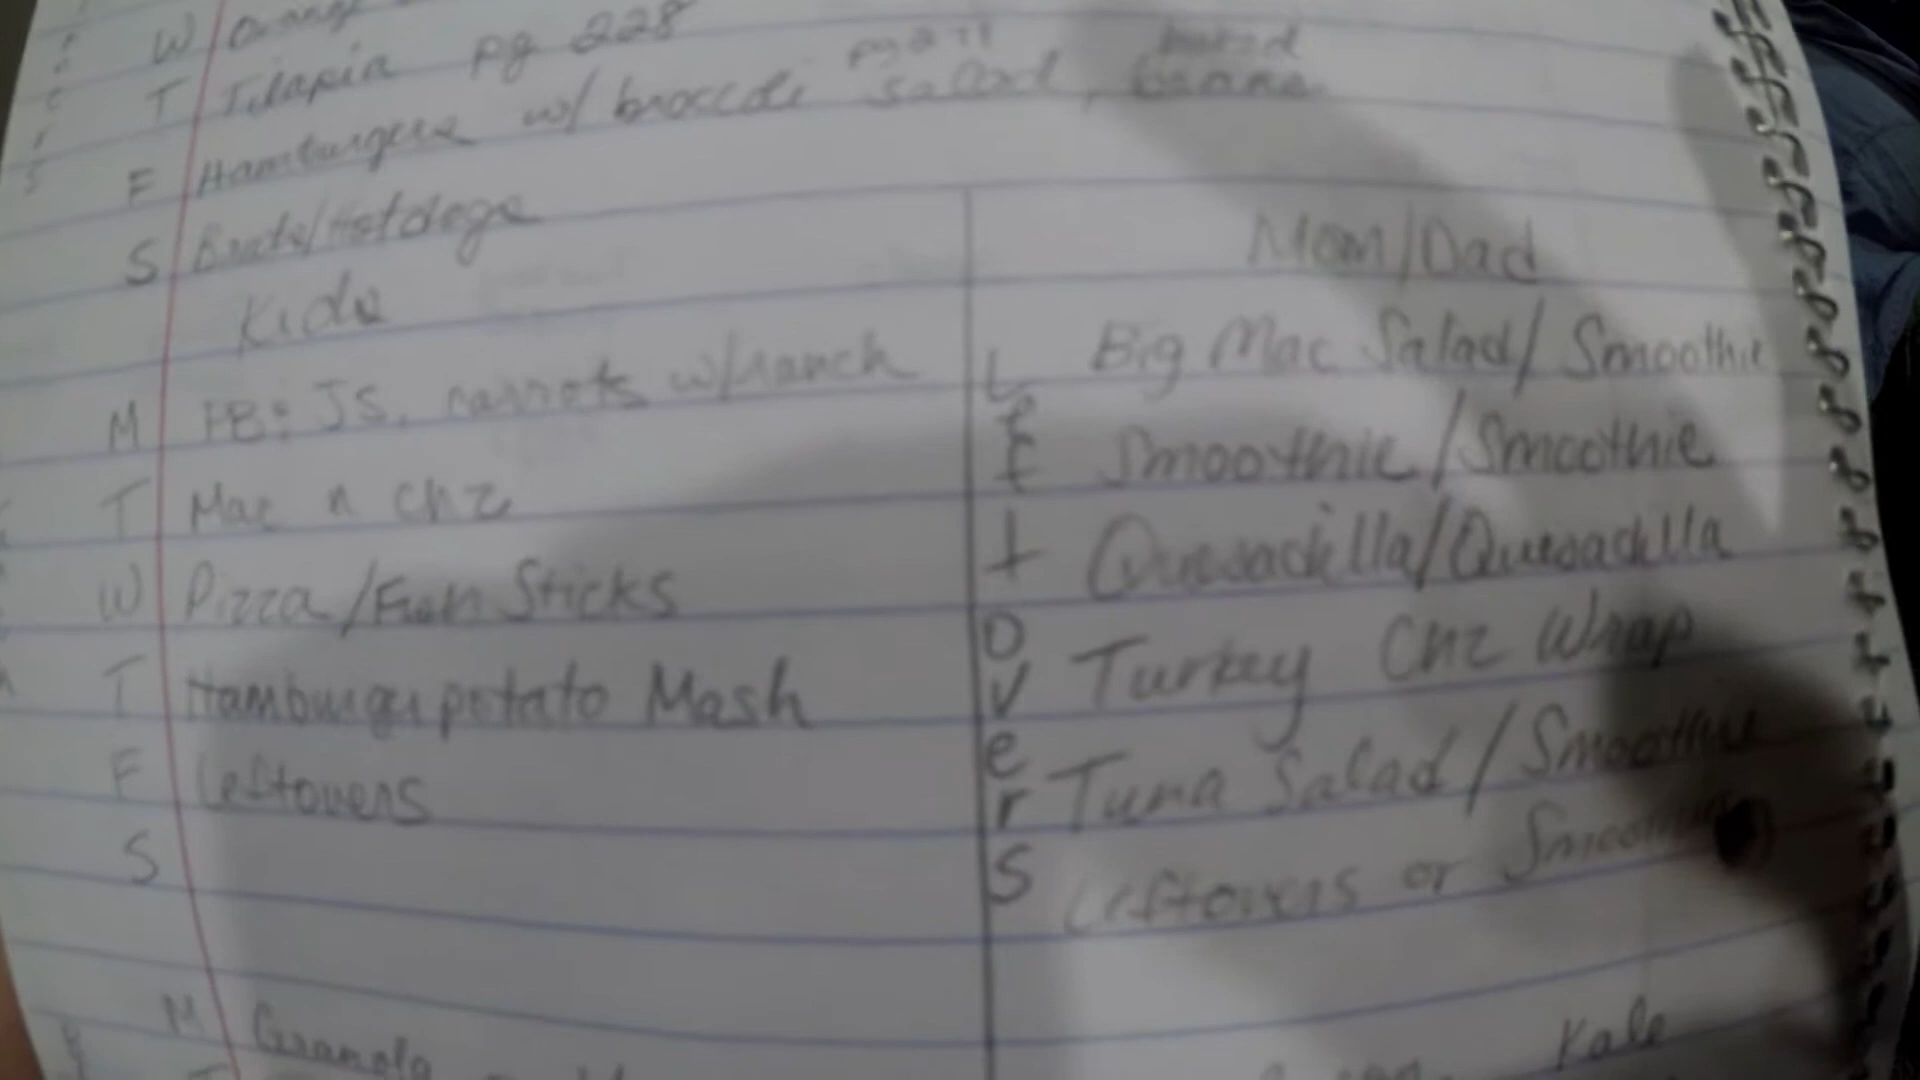 W
T Tilapia pg 228
F Hamburgers w/ broccoli salad, baked beans
S Brats/Hotdogs
Kids
Mom/Dad
M PB & JS, carrots w/ranch
Big Mac Salad/Smoothie
T Mac n chz
Smoothie/Smoothie
W Pizza/Fish Sticks
Quesadilla/Quesadilla
T Hamburger potato Mash
Turkey Chz Wrap
F Leftovers
Tuna Salad/Smoothie
S
Leftovers or Smoothie
Leftovers
M Granola
Kale